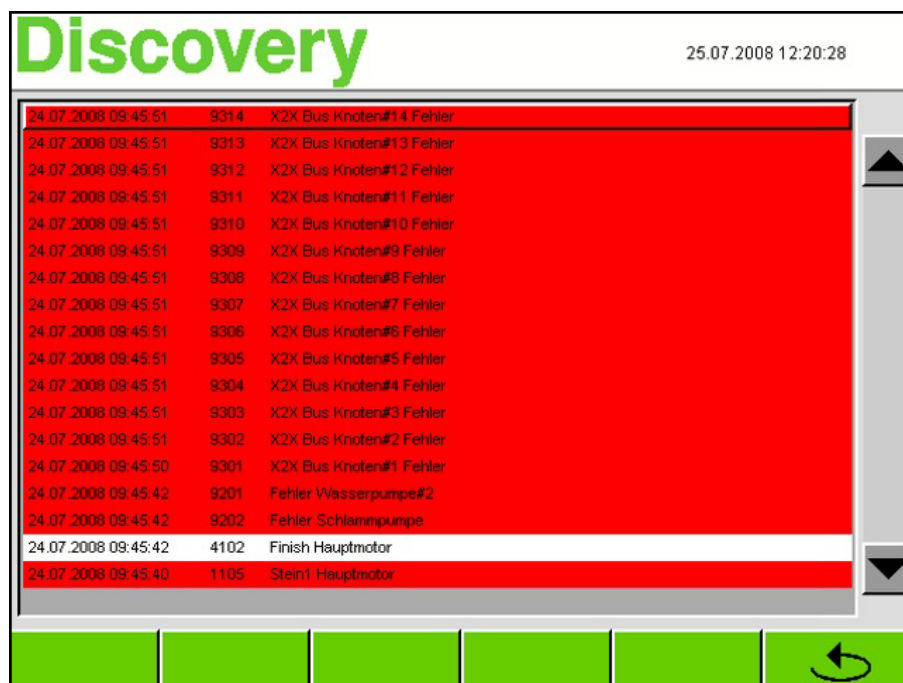 Discovery
25.07.2008 12:20:28
24.07.2008 09:45:51 9314 X2X Bus Knoten#14 Fehler
24.07.2008 09:45:51 9313 X2X Bus Knoten#13 Fehler
24.07.2008 09:45:51 9312 X2X Bus Knoten#12 Fehler
24.07.2008 09:45:51 9311 X2X Bus Knoten#11 Fehler
24.07.2008 09:45:51 9310 X2X Bus Knoten#10 Fehler
24.07.2008 09:45:51 9309 X2X Bus Knoten#9 Fehler
24.07.2008 09:45:51 9308 X2X Bus Knoten#8 Fehler
24.07.2008 09:45:51 9307 X2X Bus Knoten#7 Fehler
24.07.2008 09:45:51 9306 X2X Bus Knoten#6 Fehler
24.07.2008 09:45:51 9305 X2X Bus Knoten#5 Fehler
24.07.2008 09:45:51 9304 X2X Bus Knoten#4 Fehler
24.07.2008 09:45:51 9303 X2X Bus Knoten#3 Fehler
24.07.2008 09:45:51 9302 X2X Bus Knoten#2 Fehler
24.07.2008 09:45:50 9301 X2X Bus Knoten#1 Fehler
24.07.2008 09:45:42 9201 Fehler Wasserpumpe#2
24.07.2008 09:45:42 9202 Fehler Schlammpumpe
24.07.2008 09:45:42 4102 Finish Hauptmotor
24.07.2008 09:45:40 1105 Stein1 Hauptmotor